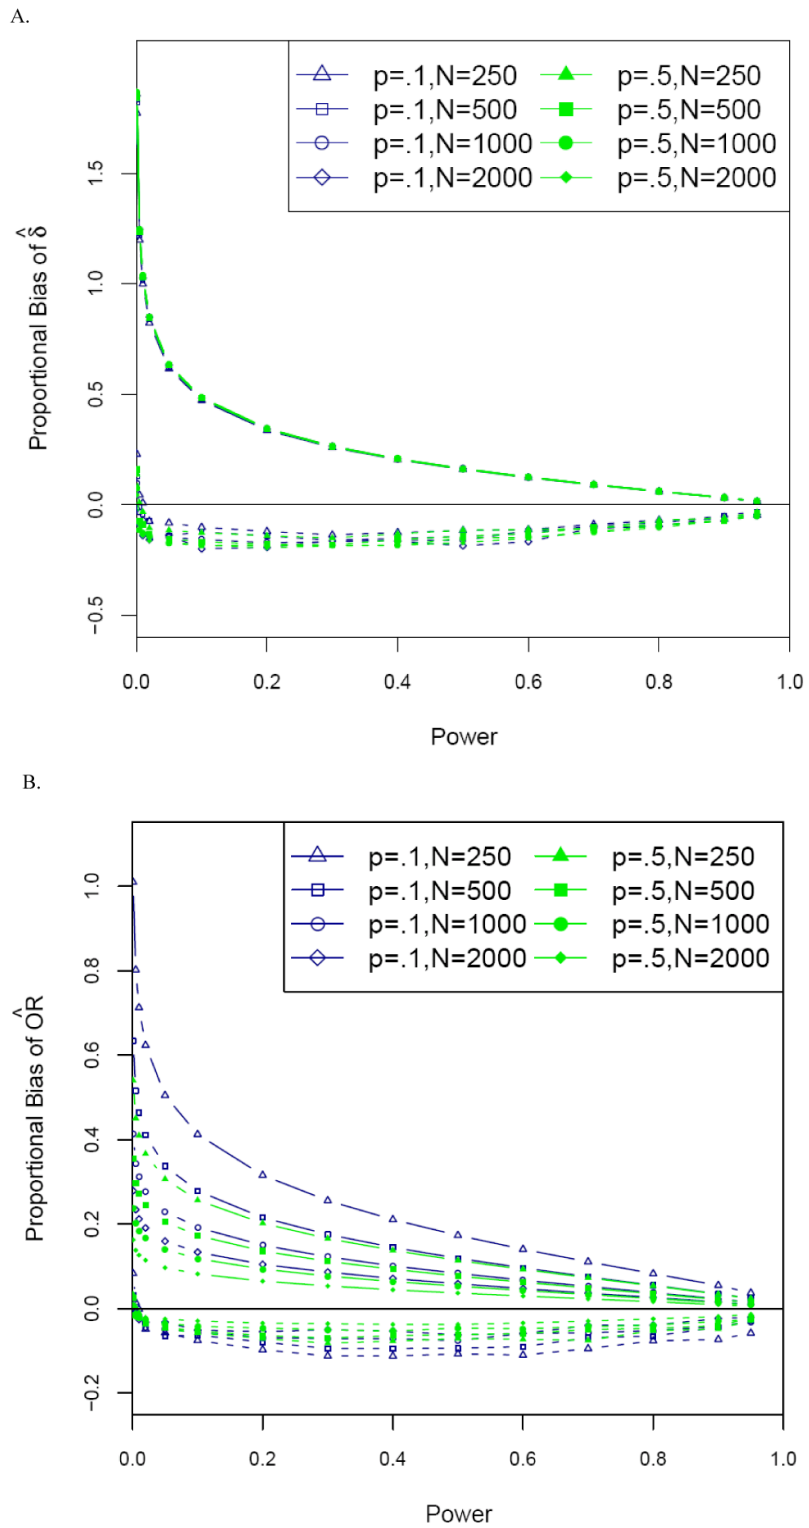 A.
p=.1,N=250 p=.5,N=250
p=.1,N=500 p=.5,N=500
p=.1,N=1000 p=.5,N=1000
p=.1,N=2000 p=.5,N=2000
Proportional Bias of δ̂
1.5
1.0
0.5
0.0
−0.5
0.0 0.2 0.4 0.6 0.8 1.0
Power
B.
p=.1,N=250 p=.5,N=250
p=.1,N=500 p=.5,N=500
p=.1,N=1000 p=.5,N=1000
p=.1,N=2000 p=.5,N=2000
Proportional Bias of ÔR
1.0
0.8
0.6
0.4
0.2
0.0
−0.2
0.0 0.2 0.4 0.6 0.8 1.0
Power